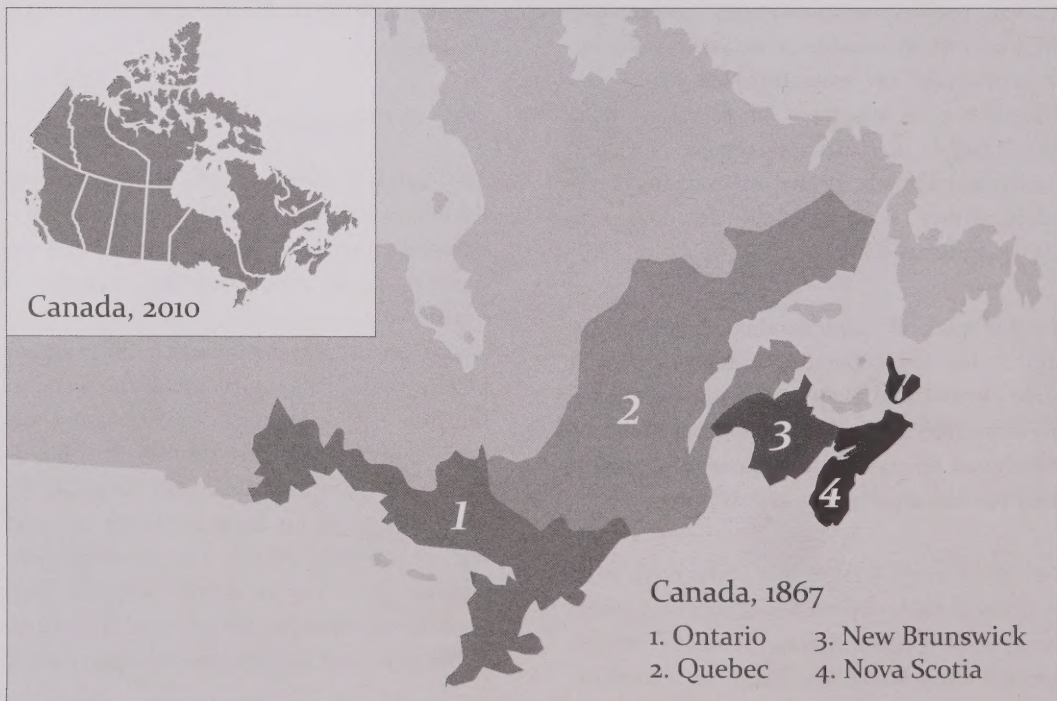 Canada, 2010
2
3
4
1
Canada, 1867
1. Ontario 3. New Brunswick
2. Quebec 4. Nova Scotia